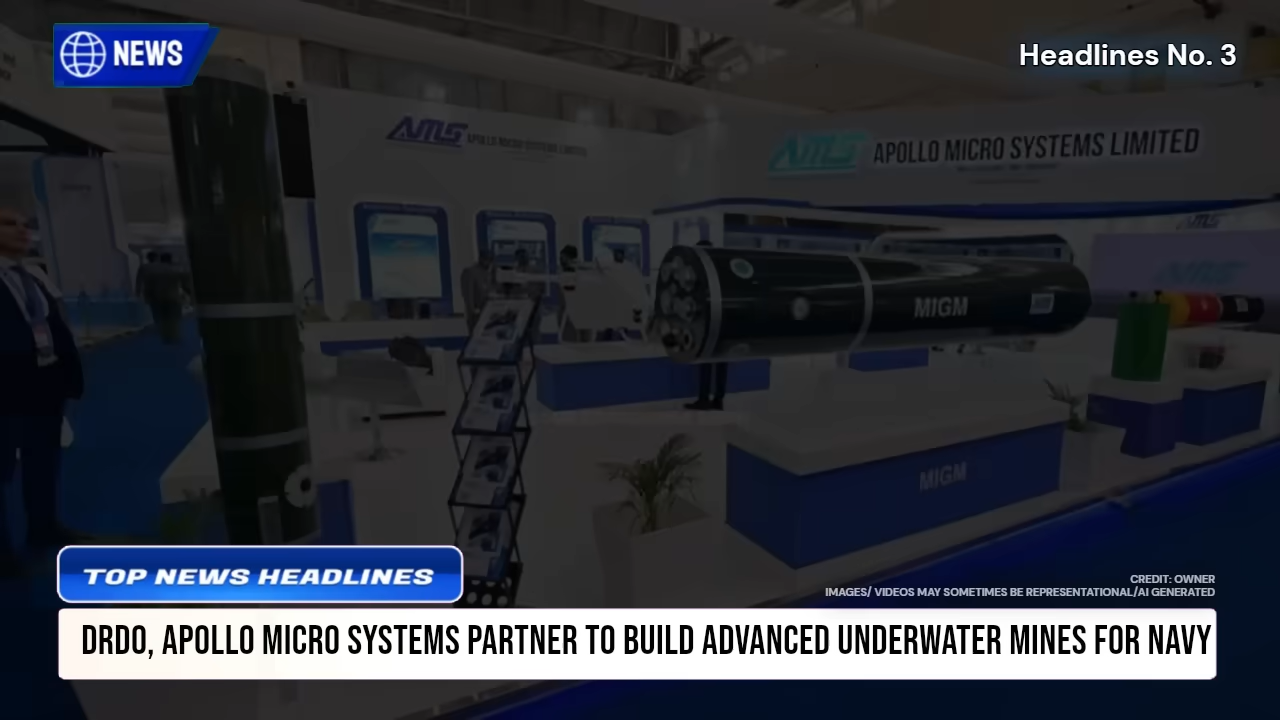 NEWS
Headlines No. 3
AMS APOLLO MICRO SYSTEMS LIMITED
AMS APOLLO MICRO SYSTEMS LIMITED
AMS
MIGM
MIGM
TOP NEWS HEADLINES
CREDIT: OWNER
IMAGES/ VIDEOS MAY SOMETIMES BE REPRESENTATIONAL/AI GENERATED
DRDO, APOLLO MICRO SYSTEMS PARTNER TO BUILD ADVANCED UNDERWATER MINES FOR NAVY